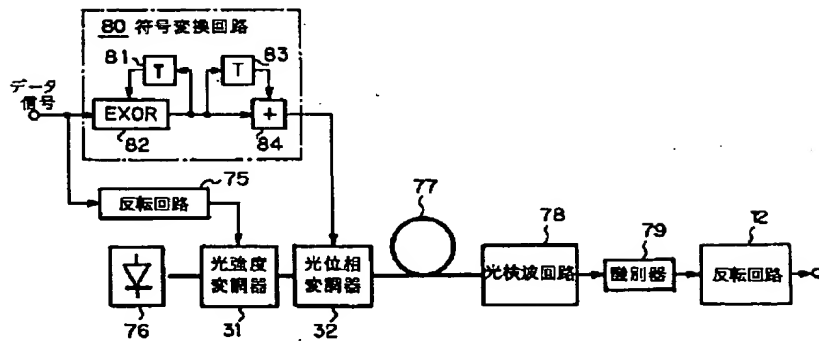 80 符号変換回路
81
83
T
T
データ
信号
EXOR
+
82
84
75
反転回路
77
78
79
12
光強度
変調器
光位相
変調器
光検波回路
識別器
反転回路
76
31
32